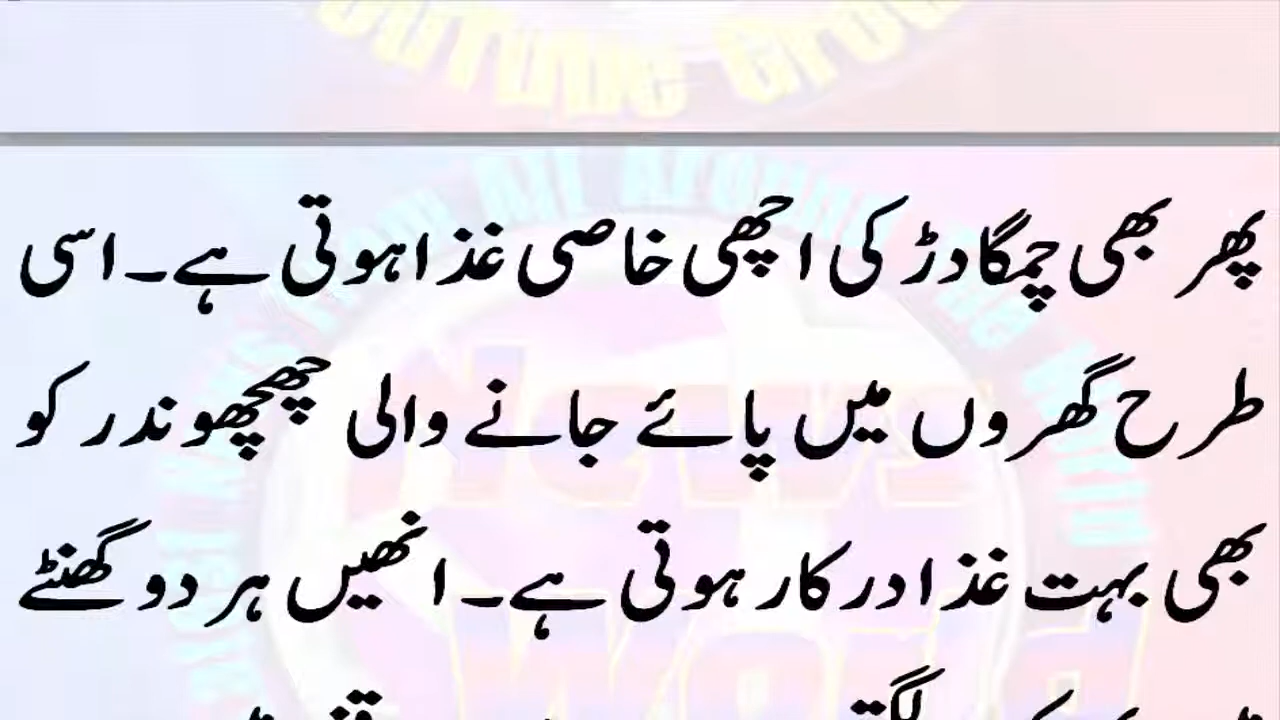 پھر بھی چمگادڑ کی اچھی خاصی غذا ہوتی ہے۔ اسی
طرح گھروں میں پائے جانے والی چھچھوندر کو
بھی بہت غذا درکار ہوتی ہے۔ انھیں ہر دو گھنٹے